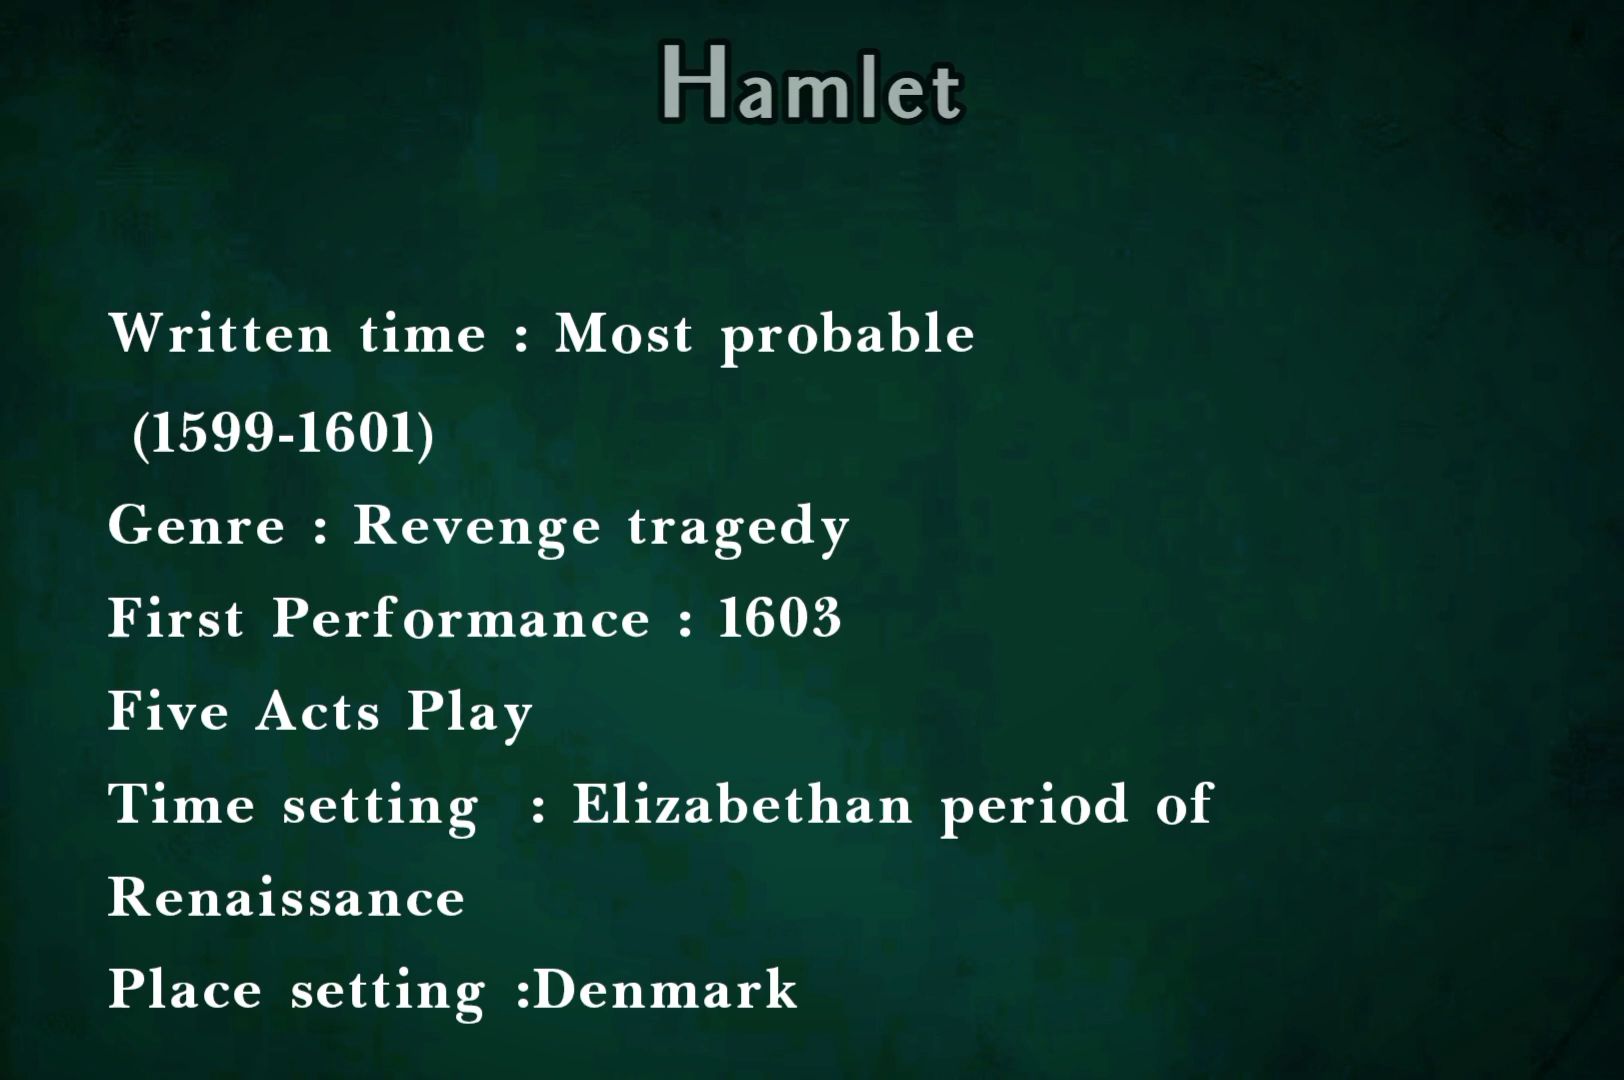 Hamlet
Written time : Most probable
(1599-1601)
Genre : Revenge tragedy
First Performance : 1603
Five Acts Play
Time setting  : Elizabethan period of
Renaissance
Place setting :Denmark